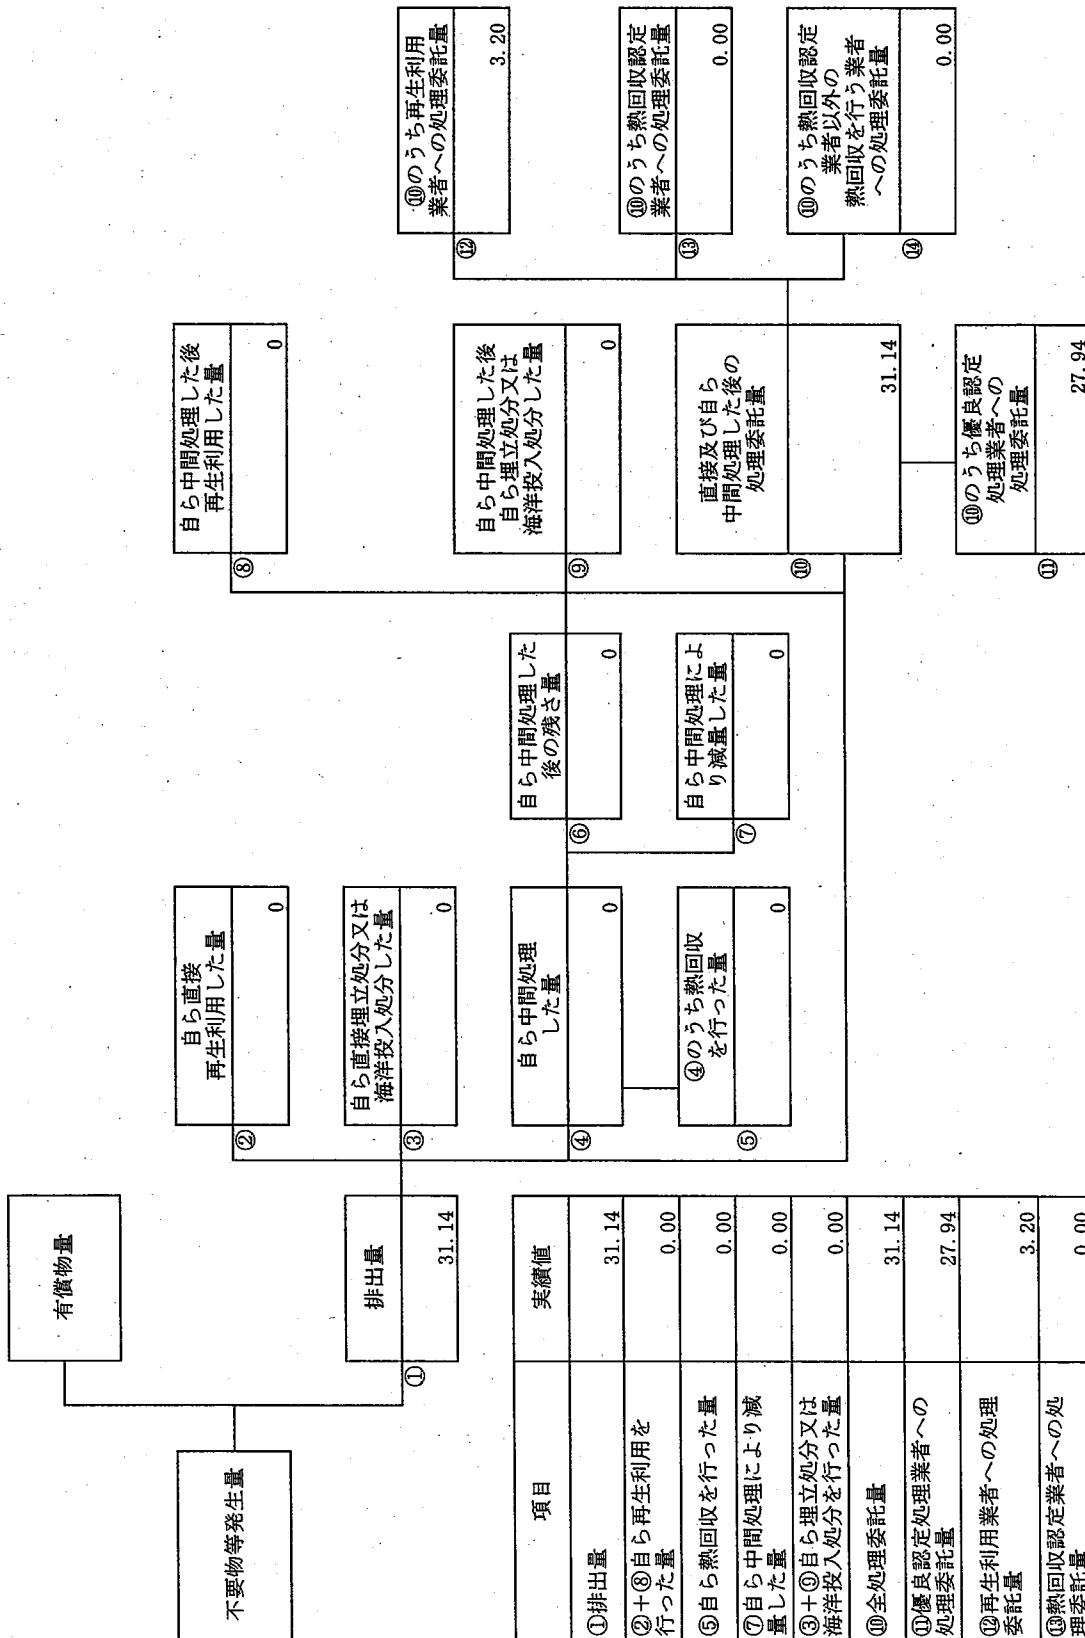 不要物等発生量
有償物量
排出量
①
31.14
自ら直接
再生利用した量
②
0
自ら直接埋立処分又は
海洋投入処分した量
③
0
自ら中間処理
した量
④
0
④のうち熱回収
を行った量
⑤
0
自ら中間処理した
後の残さ量
⑥
0
自ら中間処理によ
り減量した量
⑦
0
自ら中間処理した後
再生利用した量
⑧
0
自ら中間処理した後
自ら埋立処分又は
海洋投入処分した量
⑨
0
直接及び自ら
中間処理した後の
処理委託量
⑩
31.14
⑩のうち優良認定
処理業者への
処理委託量
⑪
27.94
⑩のうち再生利用
業者への処理委託量
⑫
3.20
⑩のうち熱回収認定
業者への処理委託量
⑬
0.00
⑩のうち熱回収認定
業者以外の
熱回収を行う業者
への処理委託量
⑭
0.00
項目
実績値
①排出量
31.14
②+⑧自ら再生利用を
行った量
0.00
⑤自ら熱回収を行った量
0.00
⑦自ら中間処理により減
量した量
0.00
③+⑨自ら埋立処分又は
海洋投入処分を行った量
0.00
⑩全処理委託量
31.14
⑪優良認定処理業者への
処理委託量
27.94
⑫再生利用業者への処理
委託量
3.20
⑬熱回収認定業者への処
理委託量
0.00